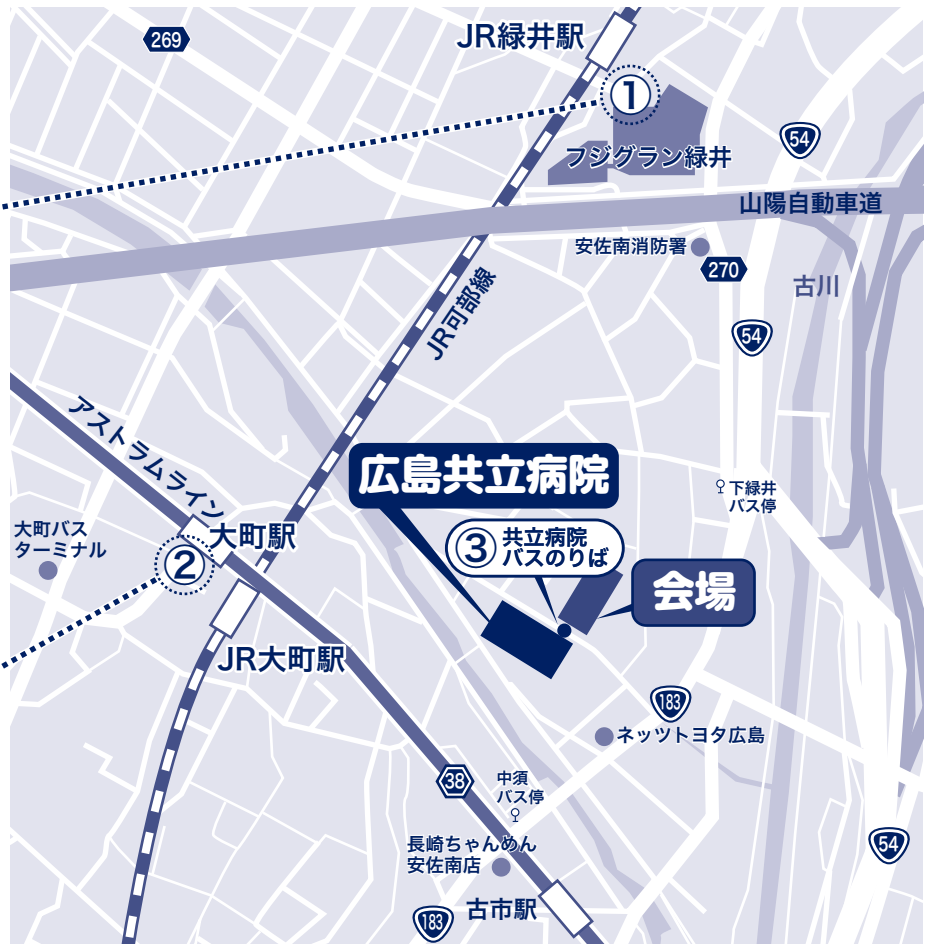 269
JR緑井駅
①
フジグラン緑井
54
山陽自動車道
安佐南消防署
270
古川
54
JR可部線
アストラムライン
広島共立病院
下緑井
バス停
大町バス
ターミナル
大町駅
②
③
共立病院
バスのりば
会場
JR大町駅
183
ネッツトヨタ広島
38
中須
バス停
長崎ちゃんめん
安佐南店
54
古市駅
183